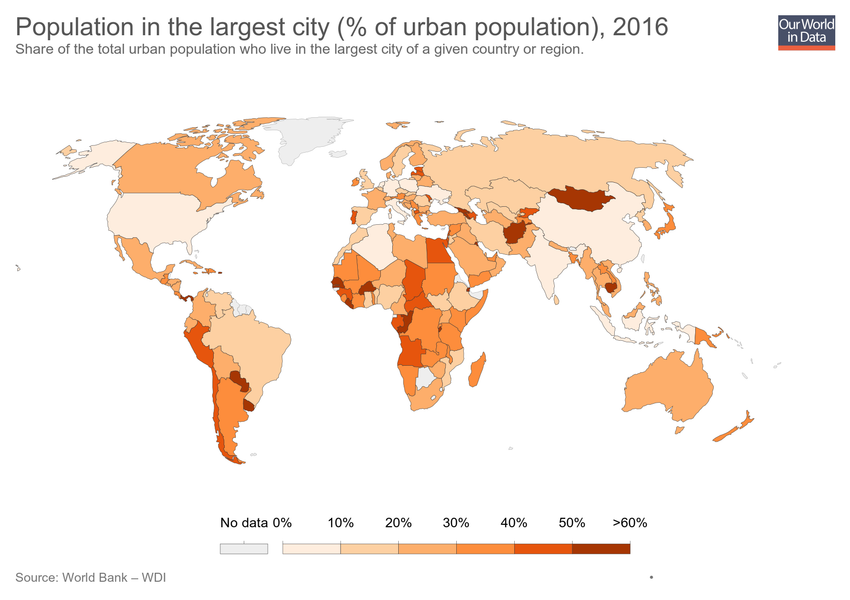 Population in the largest city (% of urban population), 2016
Share of the total urban population who live in the largest city of a given country or region.
Our World
in Data
No data 0% 10% 20% 30% 40% 50% >60%
Source: World Bank – WDI